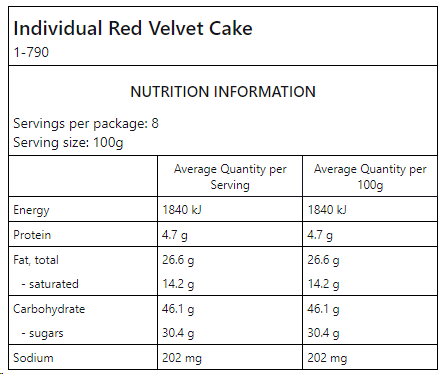 Individual Red Velvet Cake
1-790
NUTRITION INFORMATION
Servings per package: 8
Serving size: 100g
Average Quantity per Serving Average Quantity per 100g
Energy 1840 kJ 1840 kJ
Protein 4.7 g 4.7 g
Fat, total 26.6 g 26.6 g
- saturated 14.2 g 14.2 g
Carbohydrate 46.1 g 46.1 g
- sugars 30.4 g 30.4 g
Sodium 202 mg 202 mg